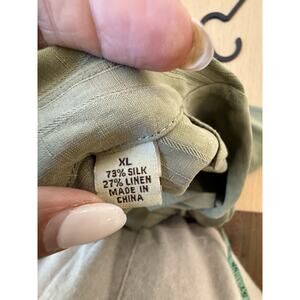 XL
73% SILK
27% LINEN
MADE IN
CHINA